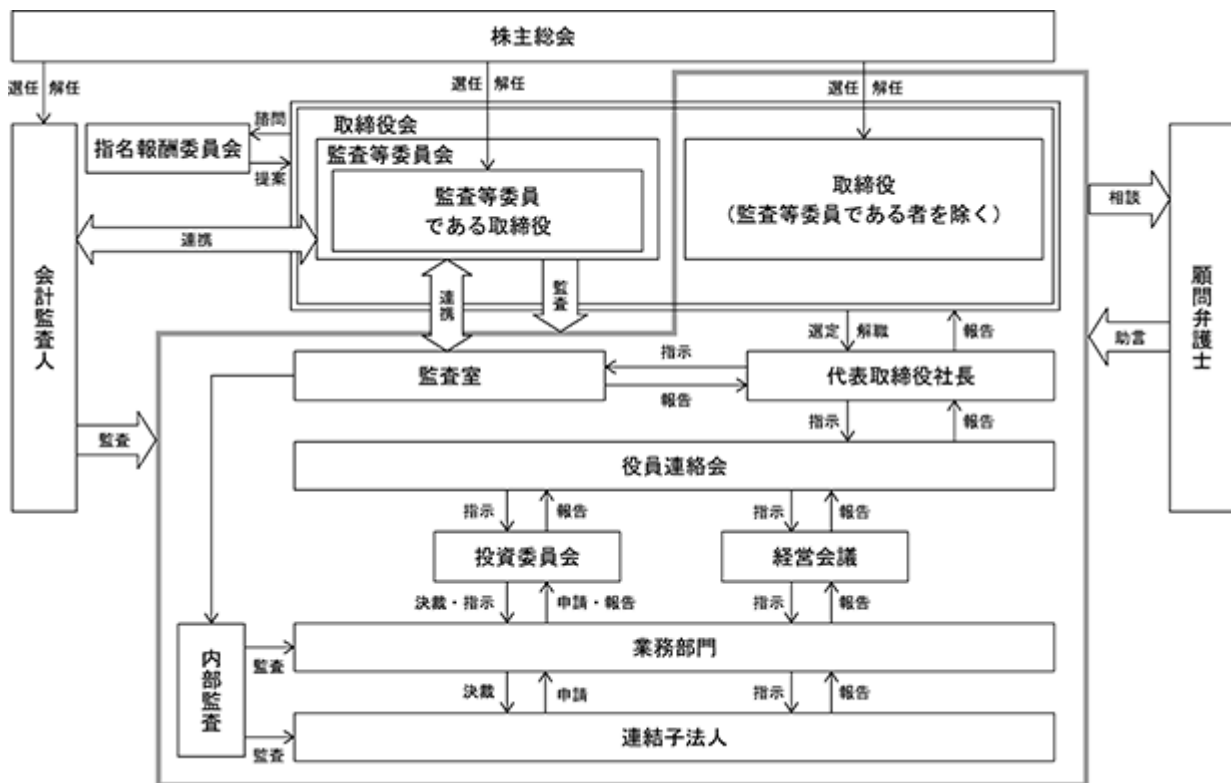 株主総会
選任 解任
選任 解任
選任 解任
諮問
指名報酬委員会
提案
取締役会
監査等委員会
監査等委員
である取締役
取締役
(監査等委員である者を除く)
相談
連携
会計監査人
連携
監査
顧問弁護士
選定 解職
報告
助言
指示
監査室
代表取締役社長
報告
監査
指示
報告
役員連絡会
指示
報告
指示
報告
投資委員会
経営会議
決裁・指示
申請・報告
指示
報告
内部監査
監査
業務部門
決裁
申請
指示
報告
監査
連結子法人